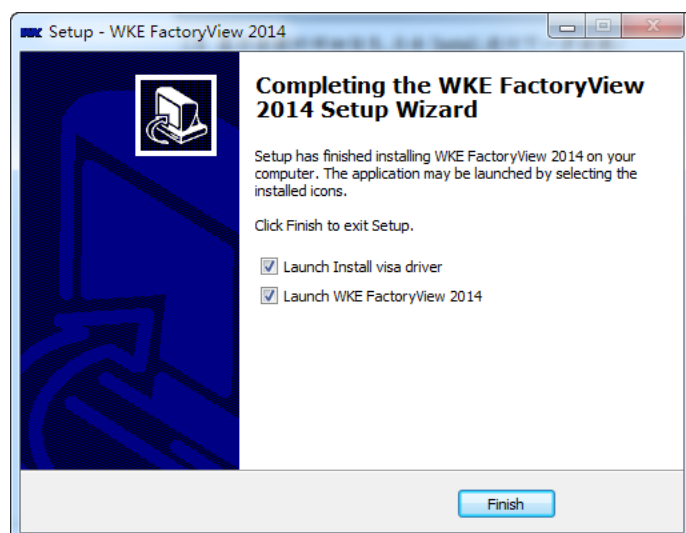 Setup - WKE FactoryView 2014
Completing the WKE FactoryView
2014 Setup Wizard
Setup has finished installing WKE FactoryView 2014 on your
computer. The application may be launched by selecting the
installed icons.
Click Finish to exit Setup.
Launch Install visa driver
Launch WKE FactoryView 2014
Finish